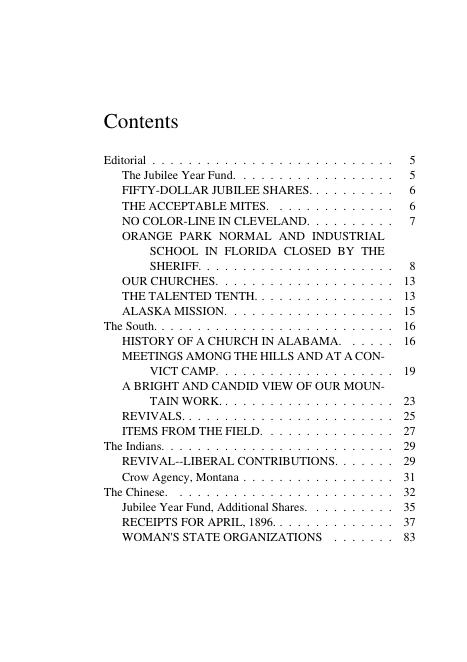 Contents
Editorial . . . . . . . . . . . . . . . . . . . . . . . . . . . 5
The Jubilee Year Fund. . . . . . . . . . . . . . . . . . 5
FIFTY-DOLLAR JUBILEE SHARES. . . . . . . . . . 6
THE ACCEPTABLE MITES. . . . . . . . . . . . . . 6
NO COLOR-LINE IN CLEVELAND. . . . . . . . . . 7
ORANGE PARK NORMAL AND INDUSTRIAL
SCHOOL IN FLORIDA CLOSED BY THE
SHERIFF. . . . . . . . . . . . . . . . . . . . 8
OUR CHURCHES. . . . . . . . . . . . . . . . . . . 13
THE TALENTED TENTH. . . . . . . . . . . . . . . 13
ALASKA MISSION. . . . . . . . . . . . . . . . . . 15
The South. . . . . . . . . . . . . . . . . . . . . . . . . . 16
HISTORY OF A CHURCH IN ALABAMA. . . . . . 16
MEETINGS AMONG THE HILLS AND AT A CON-
VICT CAMP. . . . . . . . . . . . . . . . . . 19
A BRIGHT AND CANDID VIEW OF OUR MOUN-
TAIN WORK. . . . . . . . . . . . . . . . . . 23
REVIVALS. . . . . . . . . . . . . . . . . . . . . . 25
ITEMS FROM THE FIELD. . . . . . . . . . . . . . 27
The Indians. . . . . . . . . . . . . . . . . . . . . . . . . 29
REVIVAL--LIBERAL CONTRIBUTIONS. . . . . . . 29
Crow Agency, Montana . . . . . . . . . . . . . . . . 31
The Chinese. . . . . . . . . . . . . . . . . . . . . . . . 32
Jubilee Year Fund, Additional Shares. . . . . . . . . . 35
RECEIPTS FOR APRIL, 1896. . . . . . . . . . . . . 37
WOMAN'S STATE ORGANIZATIONS . . . . . . . 83